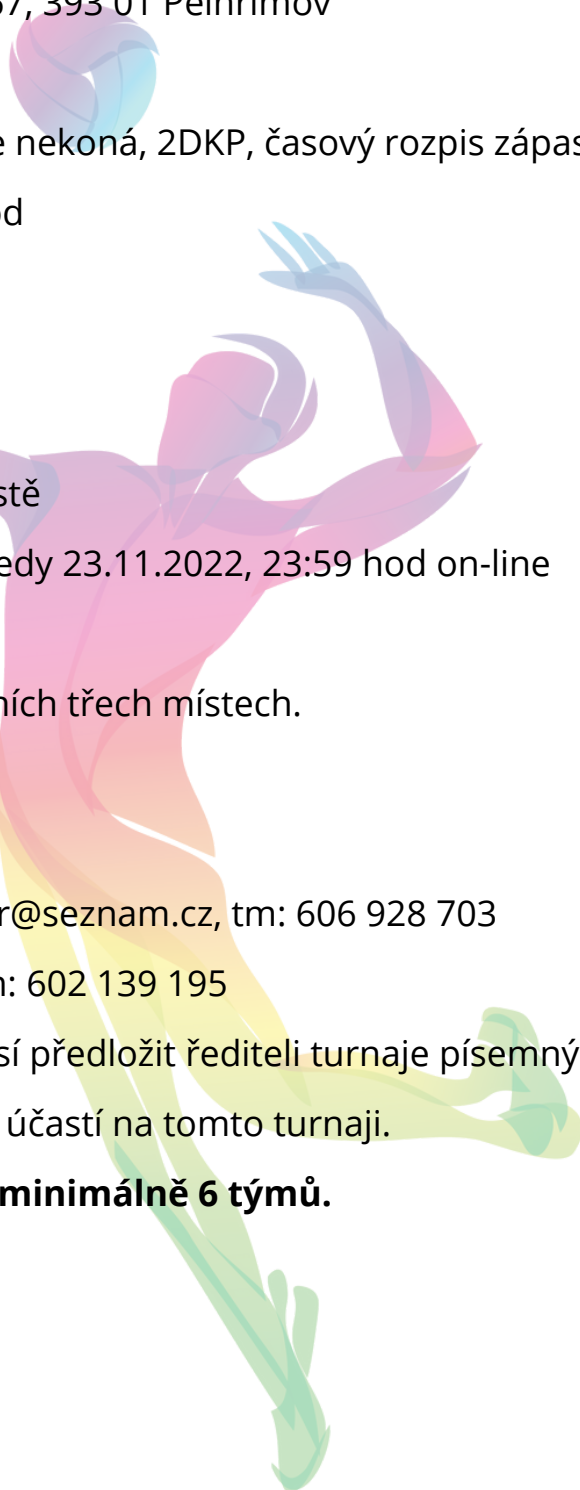 57, 393 01 Pelhřimov
e nekoná, 2DKP, časový rozpis zápas
od
stě
edy 23.11.2022, 23:59 hod on-line
ních třech místech.
r@seznam.cz, tm: 606 928 703
m: 602 139 195
sí předložit řediteli turnaje písemný
účastí na tomto turnaji.
minimálně 6 týmů.